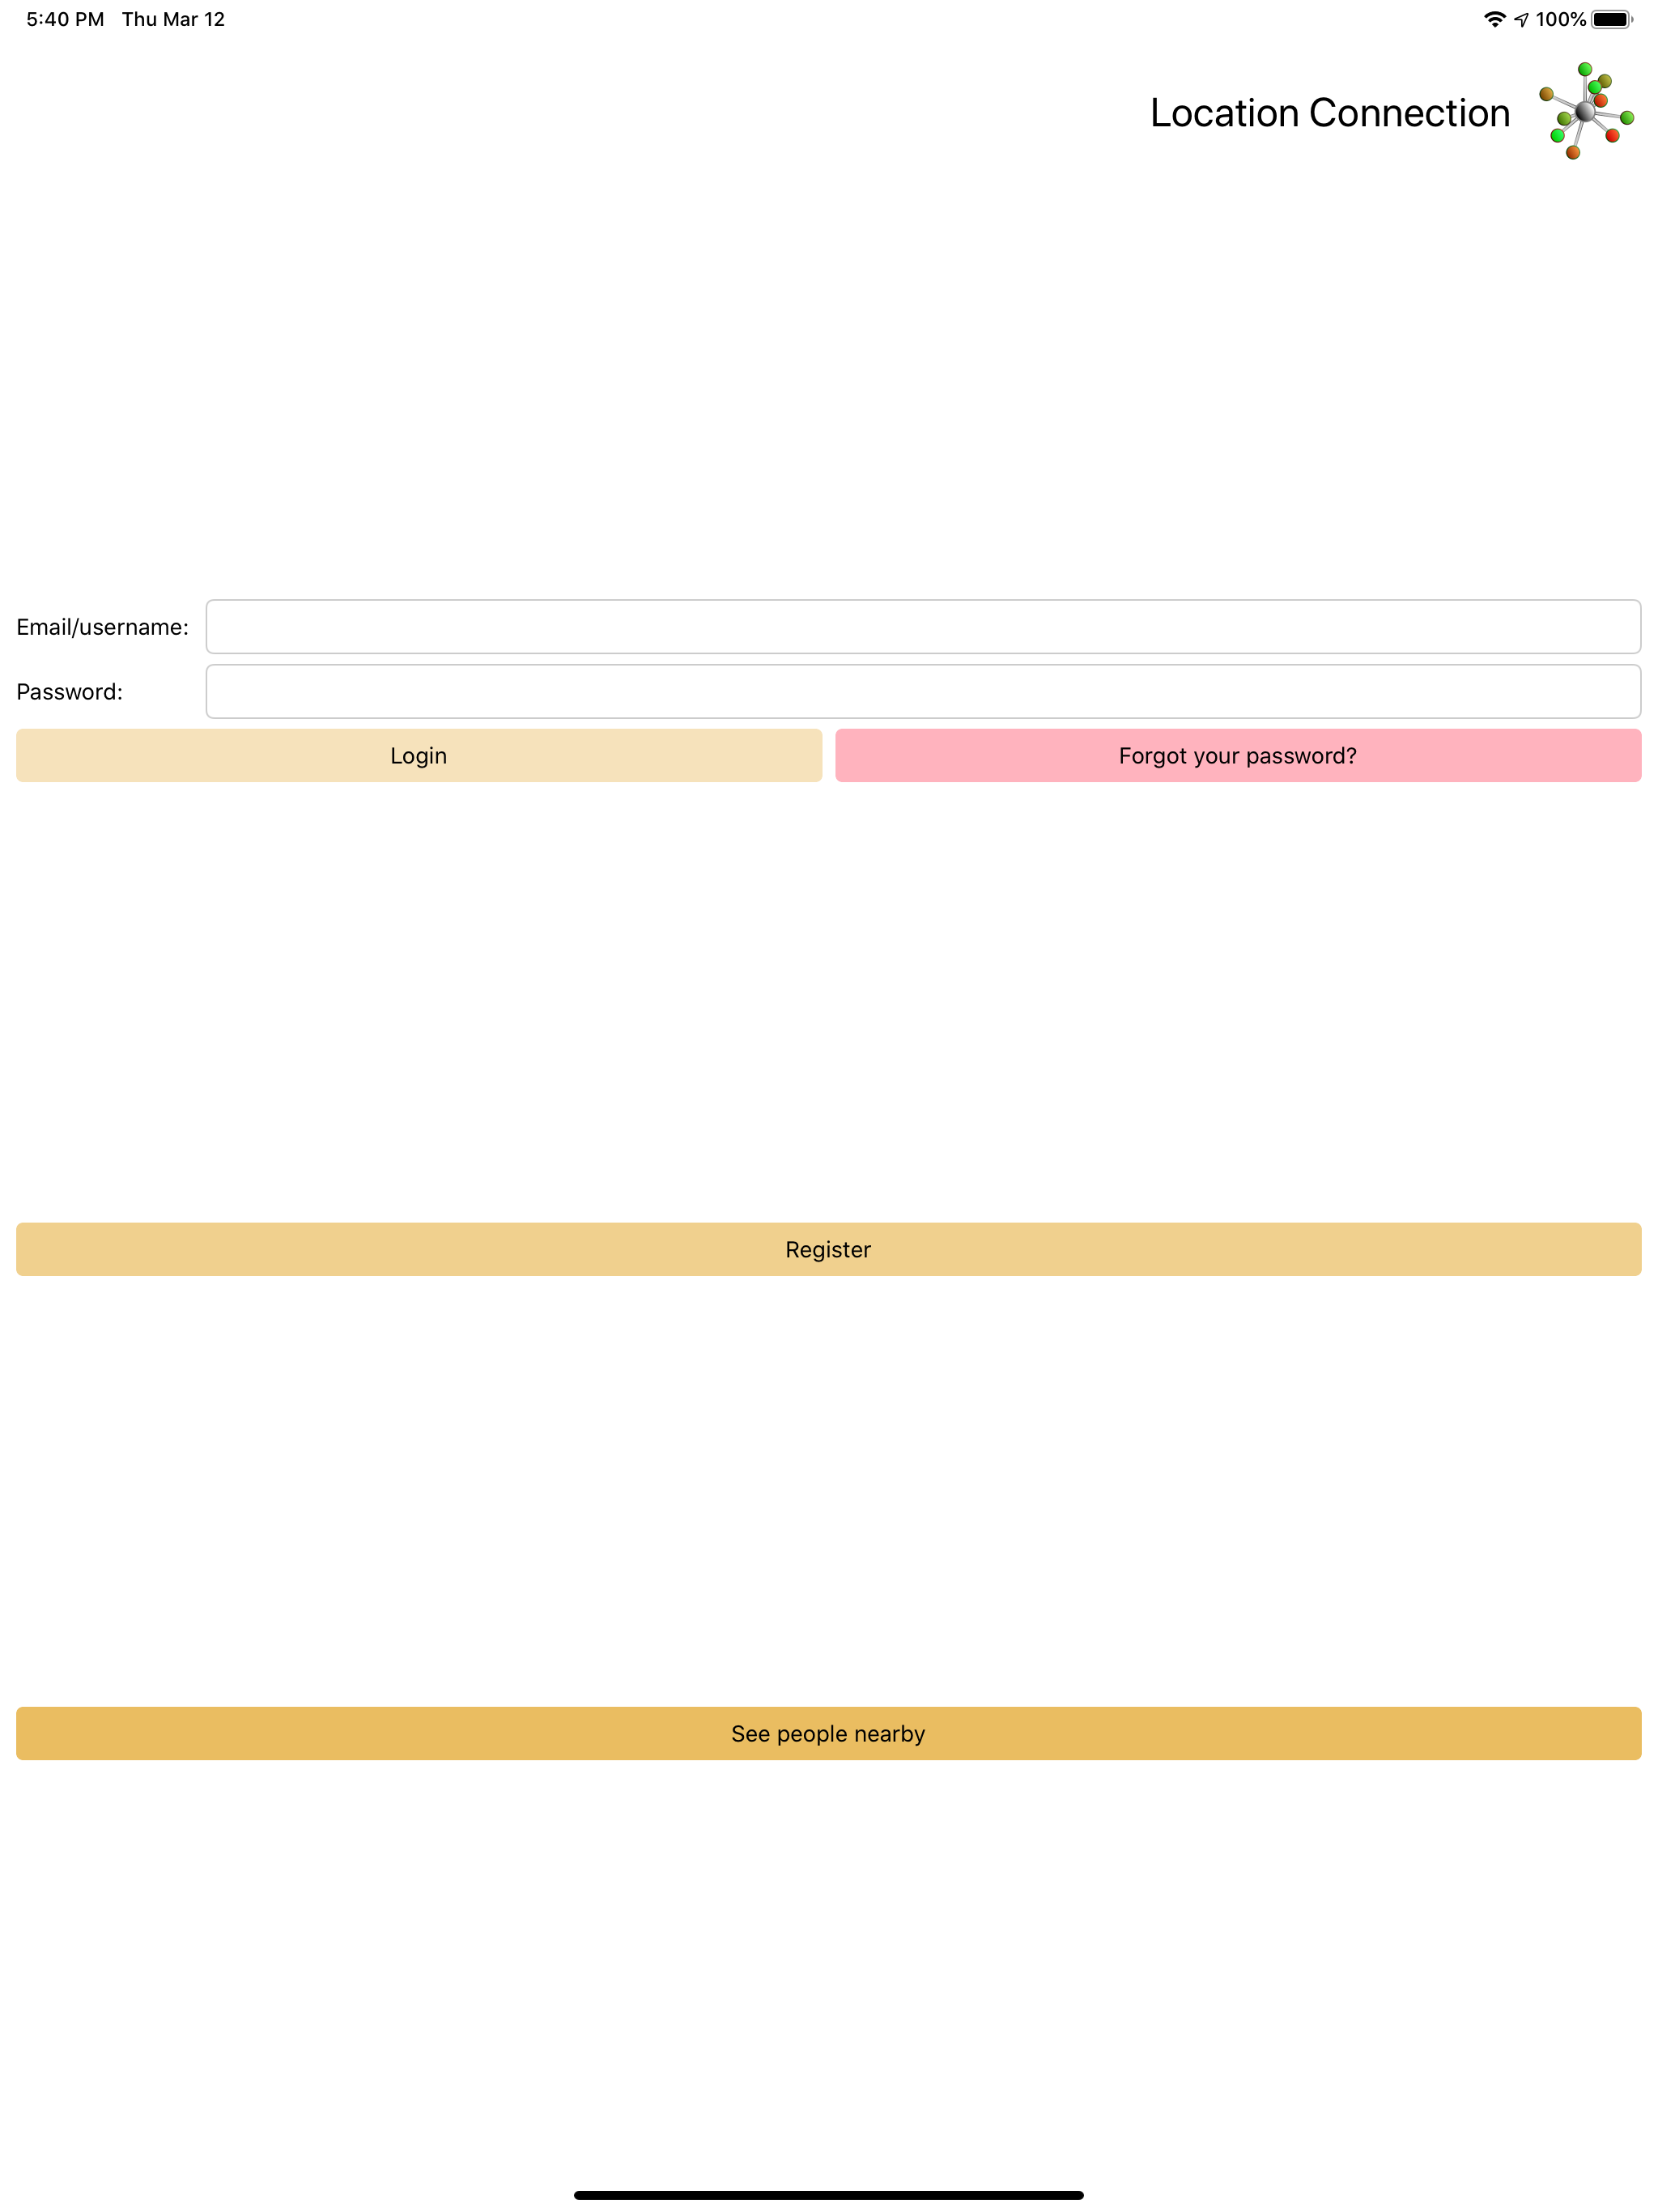 5:40 PM Thu Mar 12 100%
Location Connection
Email/username:
Password:
Login Forgot your password?
Register
See people nearby